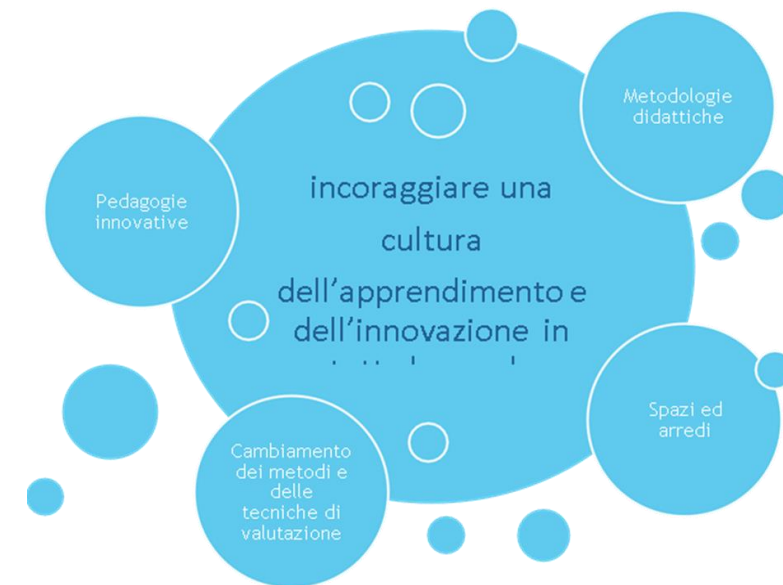 Metodologie
didattiche
Pedagogie
innovative
incoraggiare una
cultura
dell'apprendimento e
dell'innovazione in
Spazi ed
arredi
Cambiamento
dei metodi e
delle
tecniche di
valutazione